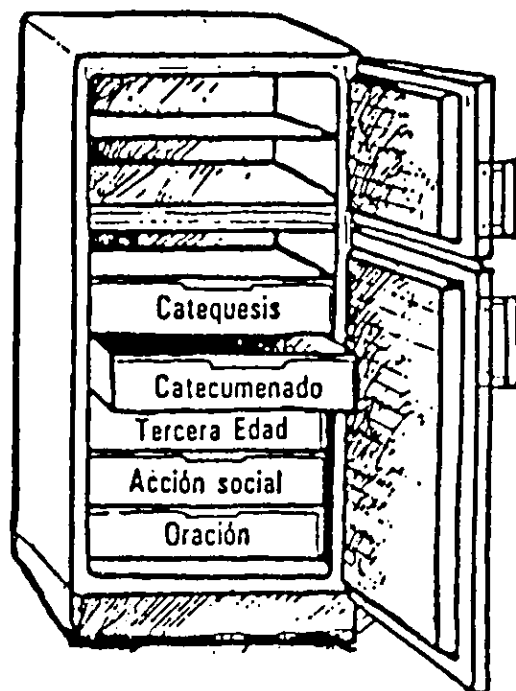 Catequesis
Catecumenado
Tercera Edad
Acción social
Oración